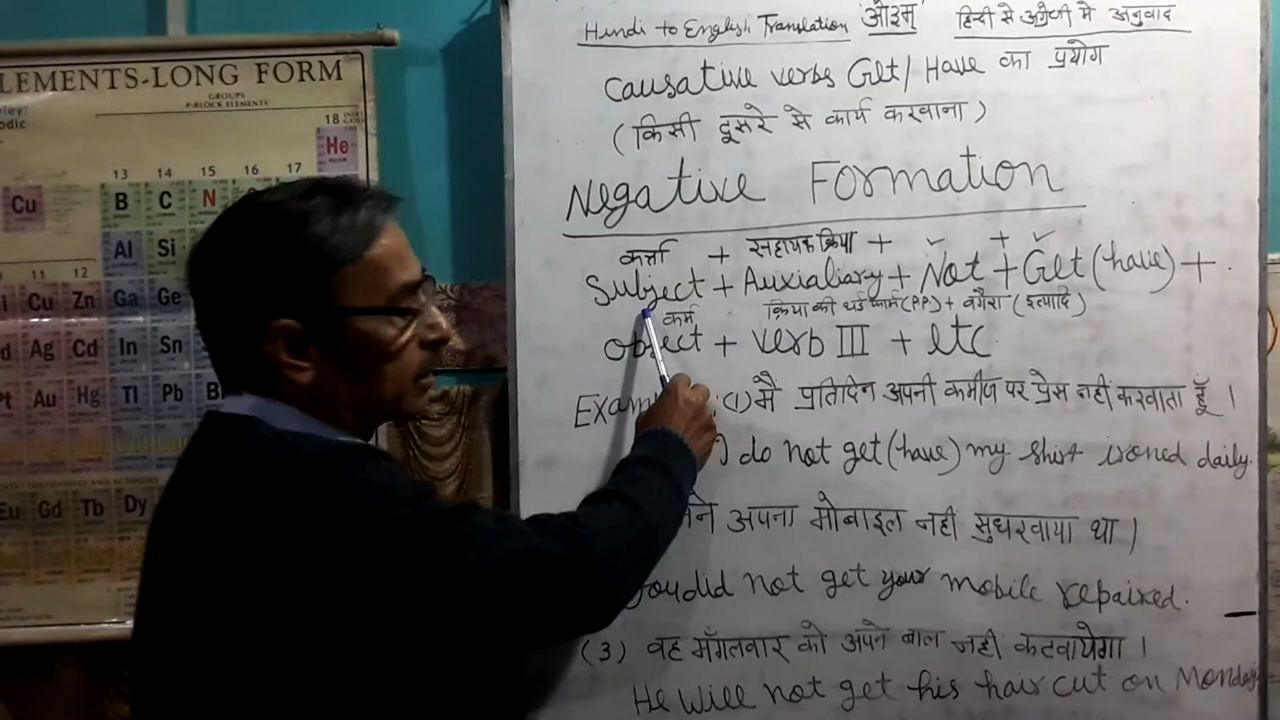 ELEMENTS-LONG FORM
GROUPS
P-BLOCK ELEMENTS
18
He
13 14 15 16 17
Cu
B C N
Al Si
11 12
Cu Zn Ga Ge
Ag Cd In Sn
Au Hg Tl Pb
Eu Gd Tb Dy
Hindi to English Translation ओ३म् हिन्दी से अंग्रेजी मे अनुवाद
Causative verbs Get/Have का प्रयोग
(किसी दूसरे से कार्य करवाना)
Negative Formation
कर्त्ता + सहायक क्रिया + +
Subject + Auxialiary + Not + Get (have) +
कर्म क्रिया की थर्ड फार्म (P.P.) + वगैरा (इत्यादि)
object + verb III + etc
(1) मै प्रतिदिन अपनी कमीज पर प्रेस नही करवाता हूँ।
I do not get (have) my shirt ironed daily.
अपना मोबाइल नही सुधरवाया था।
You did not get your mobile repaired.
(3) वह मँगलवार को अपने बाल नही कटवायेगा।
He will not get his hair cut on Monday